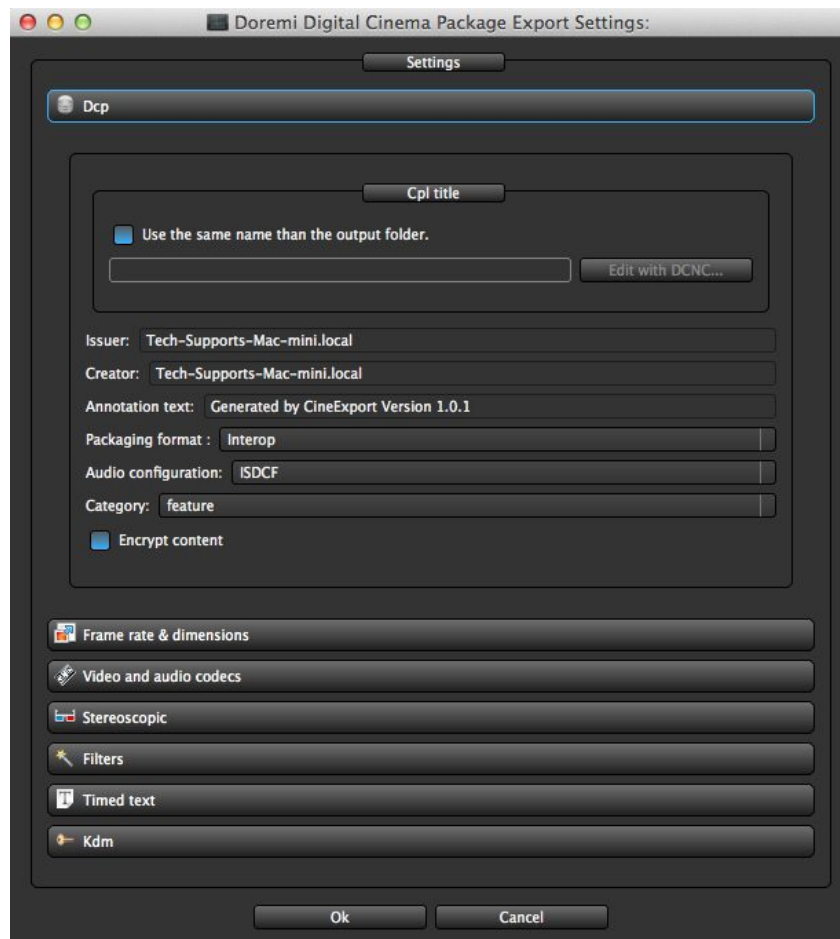 Doremi Digital Cinema Package Export Settings:
Settings
Dcp
Cpl title
Use the same name than the output folder.
Edit with DCNC...
Issuer: Tech-Supports-Mac-mini.local
Creator: Tech-Supports-Mac-mini.local
Annotation text: Generated by CineExport Version 1.0.1
Packaging format : Interop
Audio configuration: ISDCF
Category: feature
Encrypt content
Frame rate & dimensions
Video and audio codecs
Stereoscopic
Filters
Timed text
Kdm
Ok Cancel